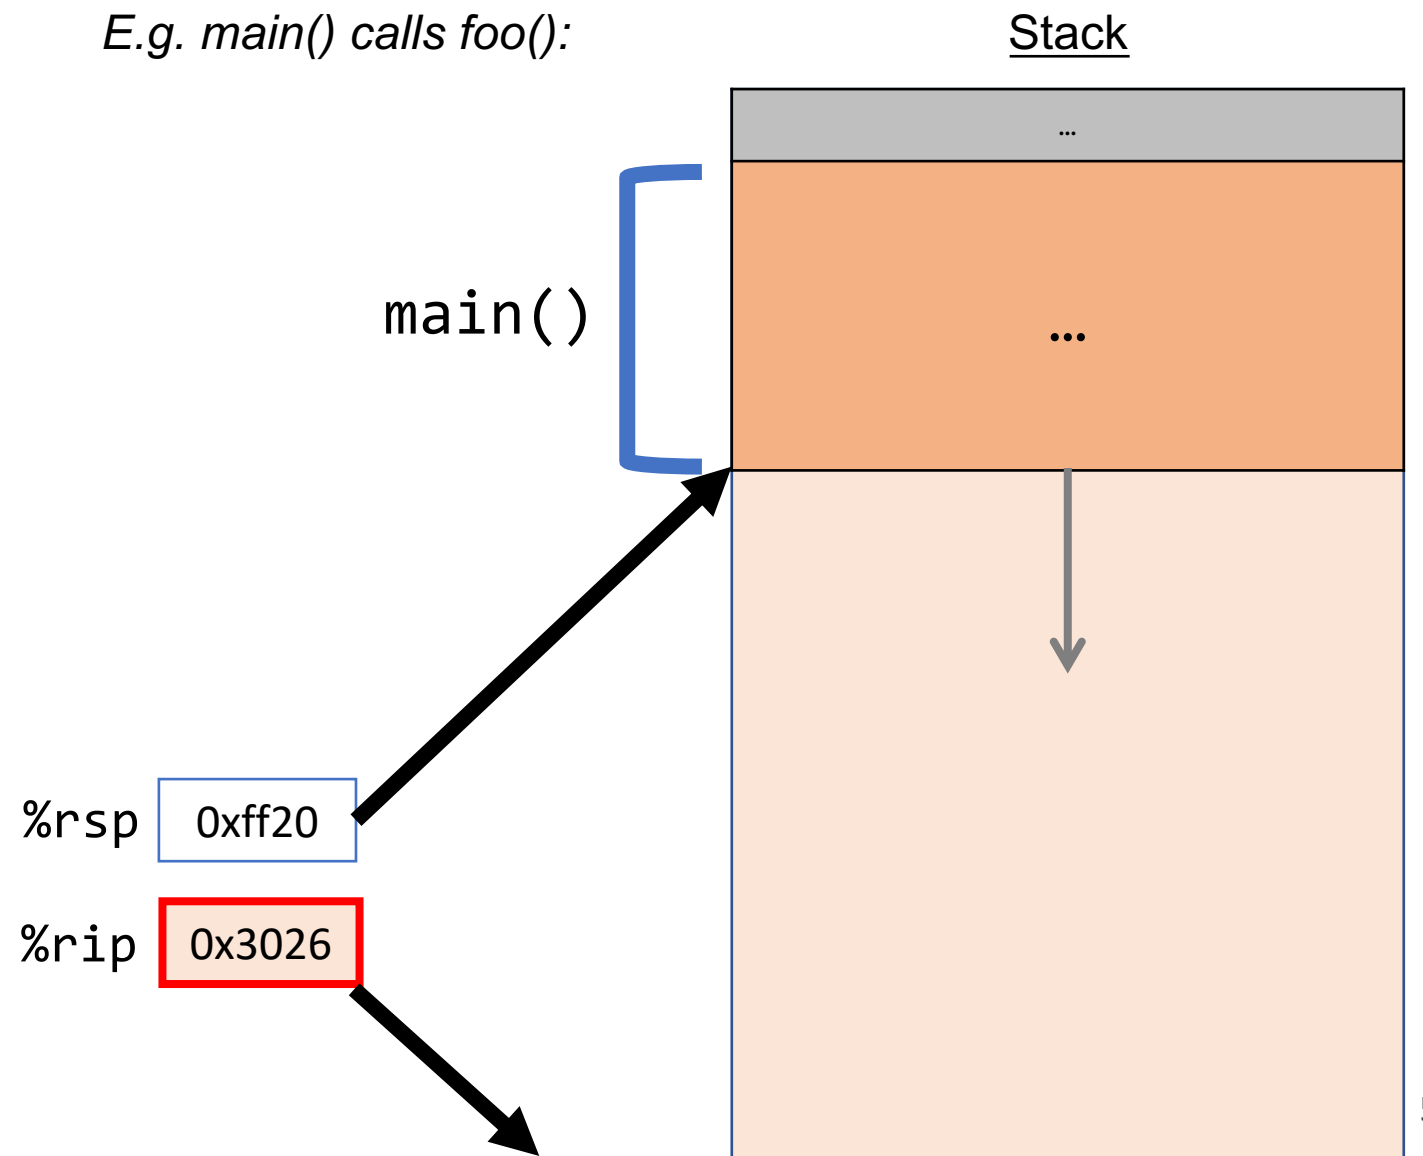 E.g. main() calls foo():
Stack
…
main()
…
%rsp
0xff20
%rip
0x3026